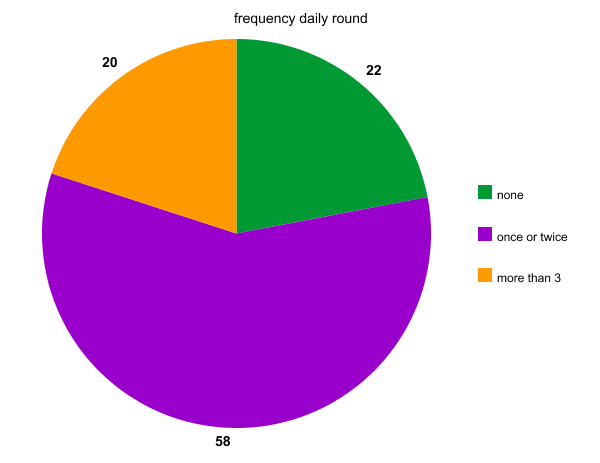 frequency daily round
20
22
none
once or twice
more than 3
58